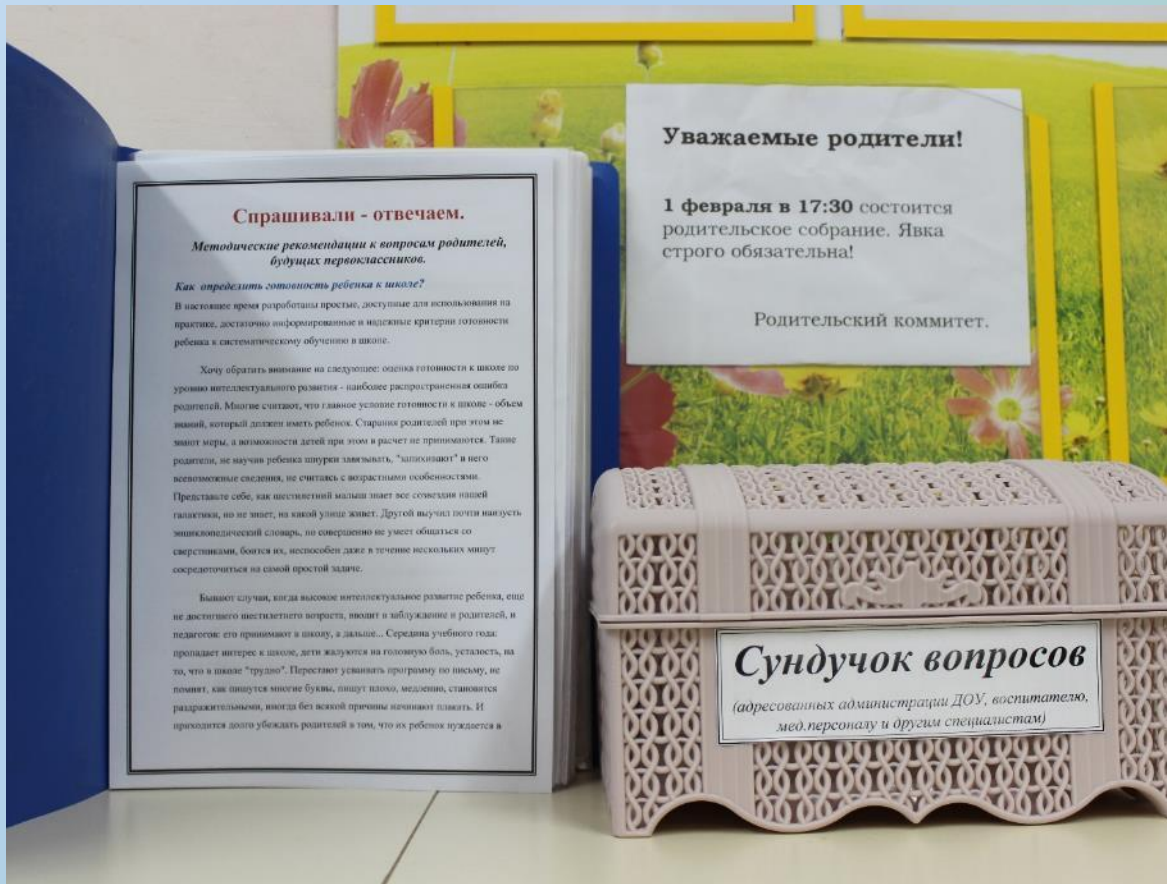 Спрашивали - отвечаем.
Методические рекомендации к вопросам родителей,
будущих первоклассников.
Как определить готовность ребенка к школе?
В настоящее время разработаны простые, доступные для использования на
практике, достаточно информированные и надежные критерии готовности
ребенка к систематическому обучению в школе.
Хочу обратить внимание на следующее: оценка готовности к школе по
уровню интеллектуального развития - наиболее распространенная ошибка
родителей. Многие считают, что главное условие готовности к школе - объем
знаний, который должен иметь ребенок. Старания родителей при этом не
знают меры, а возможности детей при этом в расчет не принимаются. Такие
родители, не научив ребенка шнурки завязывать, "запихивают" в него
всевозможные сведения, не считаясь с возрастными особенностями.
Представьте себе, как шестилетний малыш знает все созвездия нашей
галактики, но не знает, на какой улице живет. Другой выучил почти наизусть
энциклопедический словарь, но совершенно не умеет общаться со
сверстниками, боится их, неспособен даже в течение нескольких минут
сосредоточиться на самой простой задаче.
Бывают случаи, когда высокое интеллектуальное развитие ребенка, еще
не достигшего шестилетнего возраста, вводит в заблуждение и родителей, и
педагогов: его принимают в школу, а дальше... Середина учебного года:
пропадает интерес к школе, дети жалуются на головную боль, усталость, на
то, что в школе "трудно". Перестают усваивать программу по письму, не
помнят, как пишутся многие буквы, пишут плохо, медленно, становятся
раздражительными, иногда без всякой причины начинают плакать. И
приходится долго убеждать родителей в том, что их ребенок нуждается в
Уважаемые родители!
1 февраля в 17:30 состоится
родительское собрание. Явка
строго обязательна!
Родительский коммитет.
Сундучок вопросов
(адресованных администрации ДОУ, воспитателю,
мед.персоналу и другим специалистам)